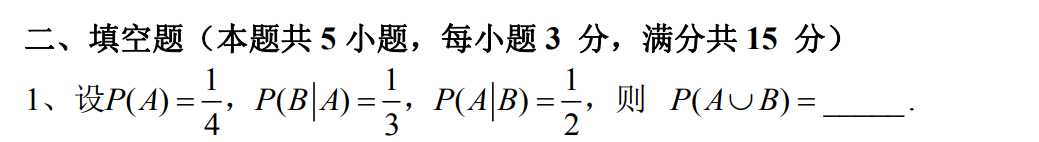 二、填空题（本题共 5 小题，每小题 3 分，满分共 15 分）
1、设P(A) = 1/4，P(B|A) = 1/3，P(A|B) = 1/2，则 P(A∪B) = _____ .